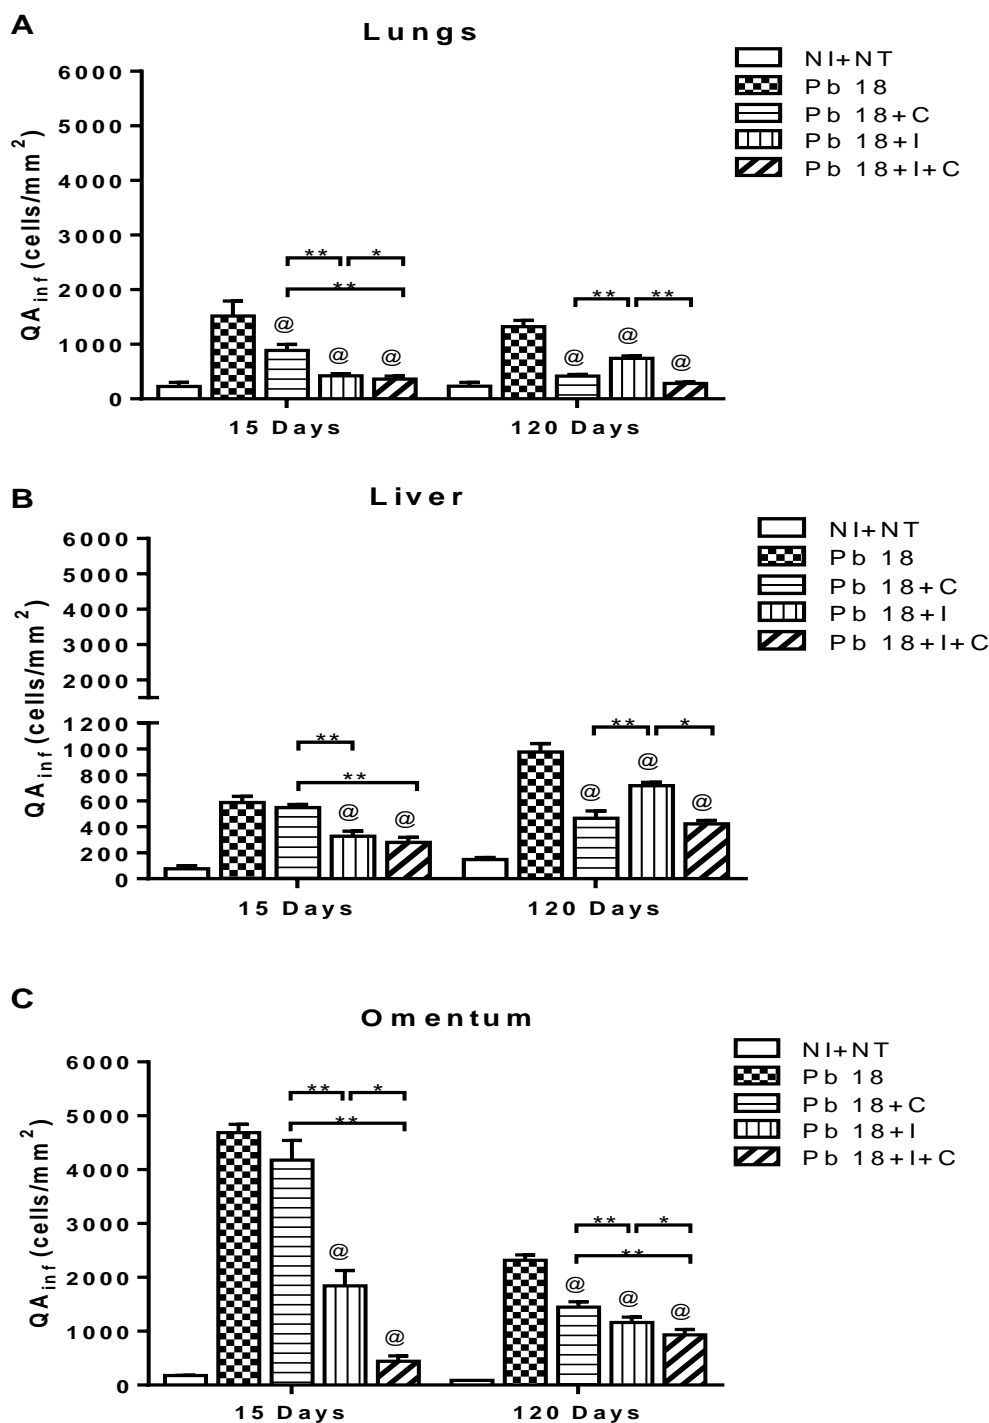 A
Lungs
NI+NT
Pb 18
Pb 18+C
Pb 18+I
Pb 18+I+C
QAinf (cells/mm2)
6000
5000
4000
3000
2000
1000
0
** *
**
** **
@
@
@
@
@
@
15 Days
120 Days
B
Liver
NI+NT
Pb 18
Pb 18+C
Pb 18+I
Pb 18+I+C
QAinf (cells/mm2)
6000
5000
4000
3000
2000
1200
1000
800
600
400
200
0
**
**
** *
@
@
@
@
@
15 Days
120 Days
C
Omentum
NI+NT
Pb 18
Pb 18+C
Pb 18+I
Pb 18+I+C
QAinf (cells/mm2)
6000
5000
4000
3000
2000
1000
0
** *
**
** *
**
@
@
@
@
@
15 Days
120 Days